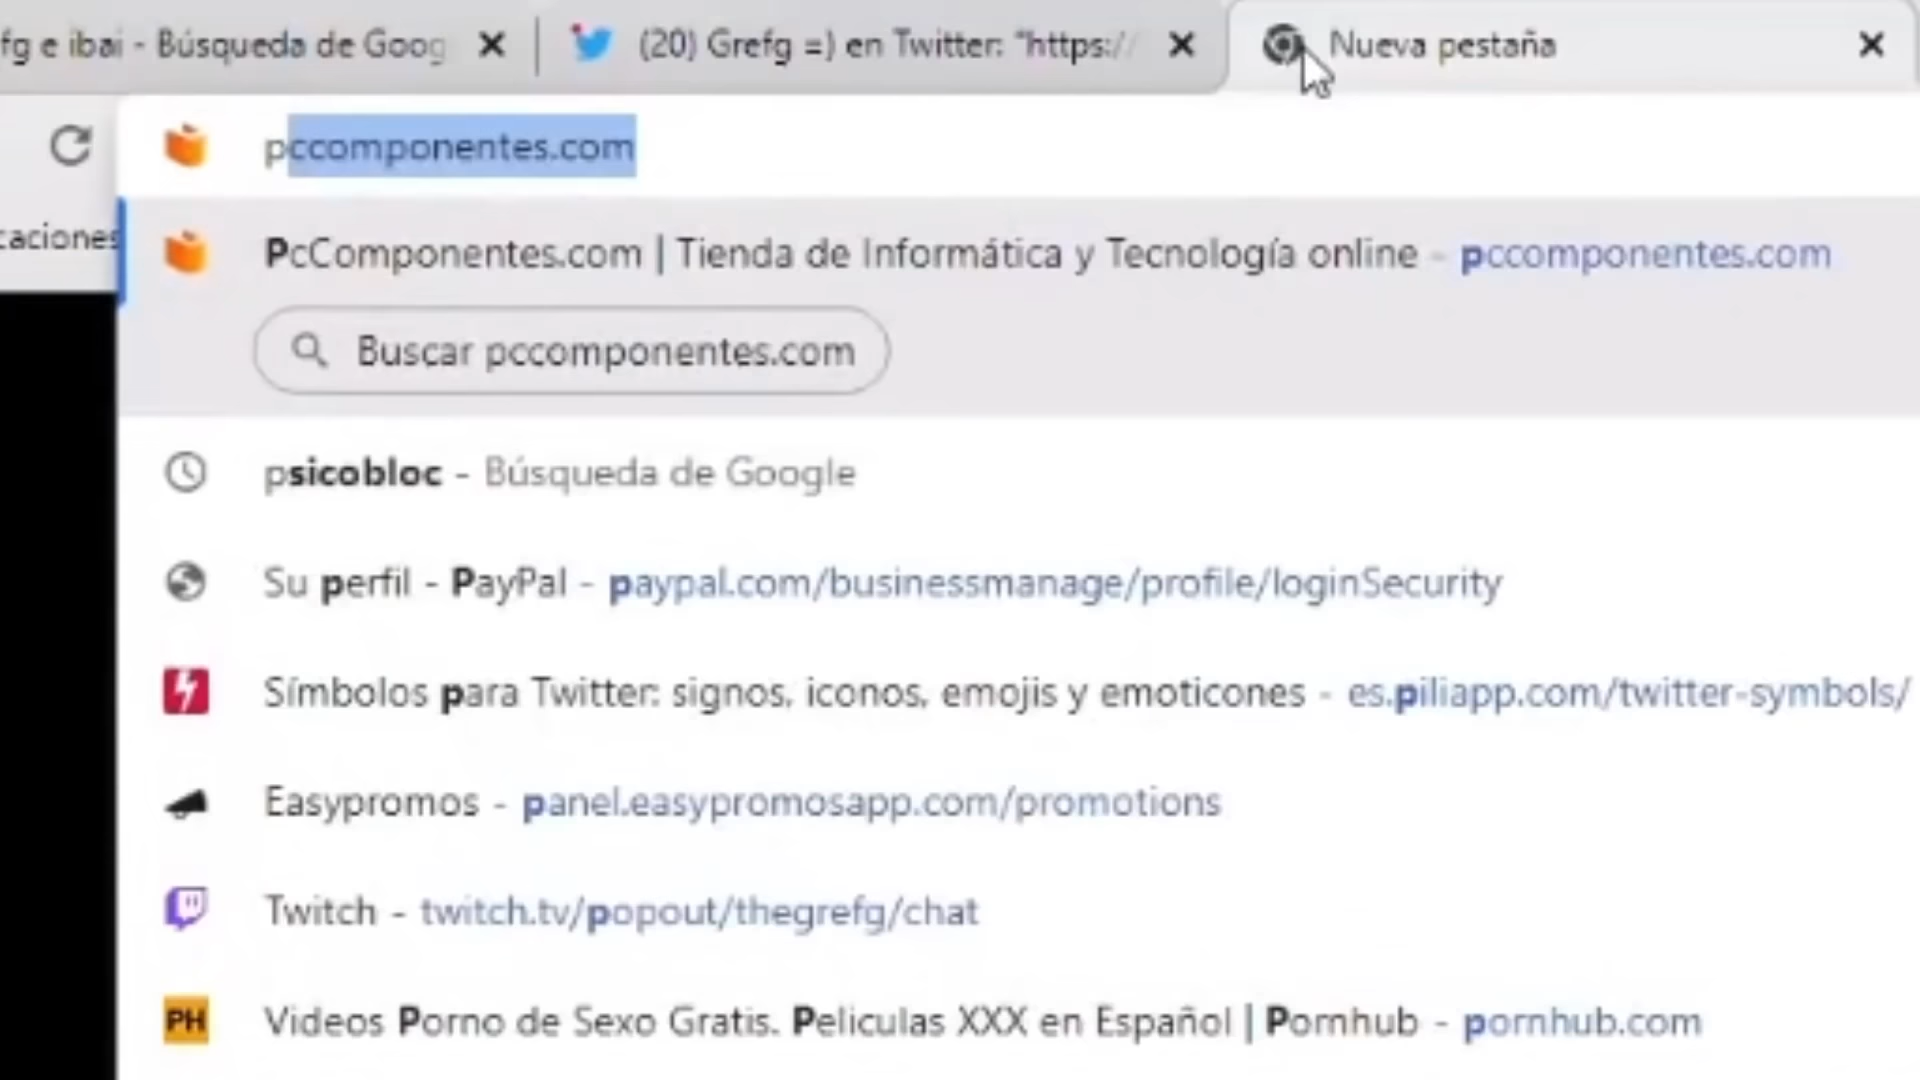 fg e ibai - Búsqueda de Goog
(20) Grefg =) en Twitter: "https:/
Nueva pestaña
pccomponentes.com
caciones
PcComponentes.com | Tienda de Informática y Tecnología online - pccomponentes.com
Buscar pccomponentes.com
psicobloc - Búsqueda de Google
Su perfil - PayPal - paypal.com/businessmanage/profile/loginSecurity
Símbolos para Twitter: signos, iconos, emojis y emoticones - es.piliapp.com/twitter-symbols/
Easypromos - panel.easypromosapp.com/promotions
Twitch - twitch.tv/popout/thegrefg/chat
PH Videos Porno de Sexo Gratis. Peliculas XXX en Español | Pornhub - pornhub.com